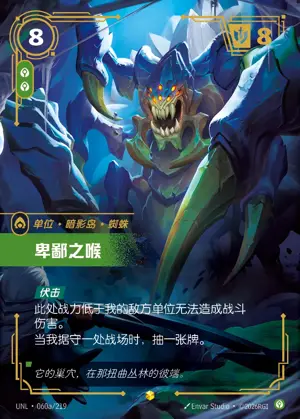 8
8
单位・暗影岛・蜘蛛
卑鄙之喉
伏击
此处战力低于我的敌方单位无法造成战斗
伤害。
当我据守一处战场时，抽一张牌。
它的巢穴，在那扭曲丛林的彼端。
UNL・060a/219
Envar Studio ©2026RGI